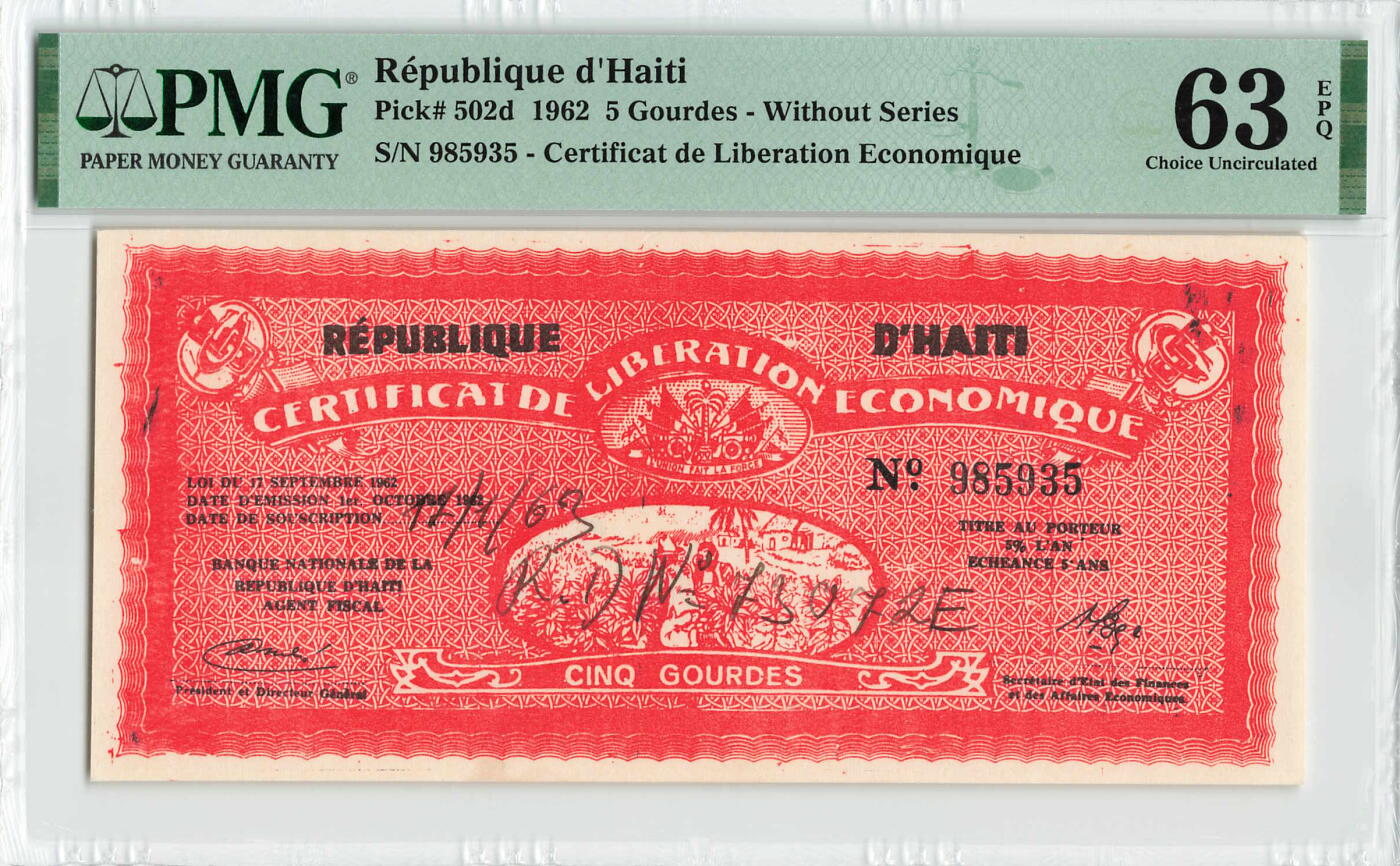 PMG®
PAPER MONEY GUARANTY
République d'Haiti
Pick# 502d 1962 5 Gourdes - Without Series
S/N 985935 - Certificat de Liberation Economique
63
EPQ
Choice Uncirculated
RÉPUBLIQUE D'HAITI
CERTIFICAT DE LIBERATION ECONOMIQUE
L'UNION FAIT LA FORCE
No. 985935
LOI DU 17 SEPTEMBRE 1962
DATE D'EMISSION 1er OCTOBRE 1962
DATE DE SOUSCRIPTION
BANQUE NATIONALE DE LA
REPUBLIQUE D'HAITI
AGENT FISCAL
TITRE AU PORTEUR
5% L'AN
ECHEANCE 5 ANS
R.D No 73072E
CINQ GOURDES
Président et Directeur Général
Secrétaire d'Etat des Finances
et des Affaires Economiques